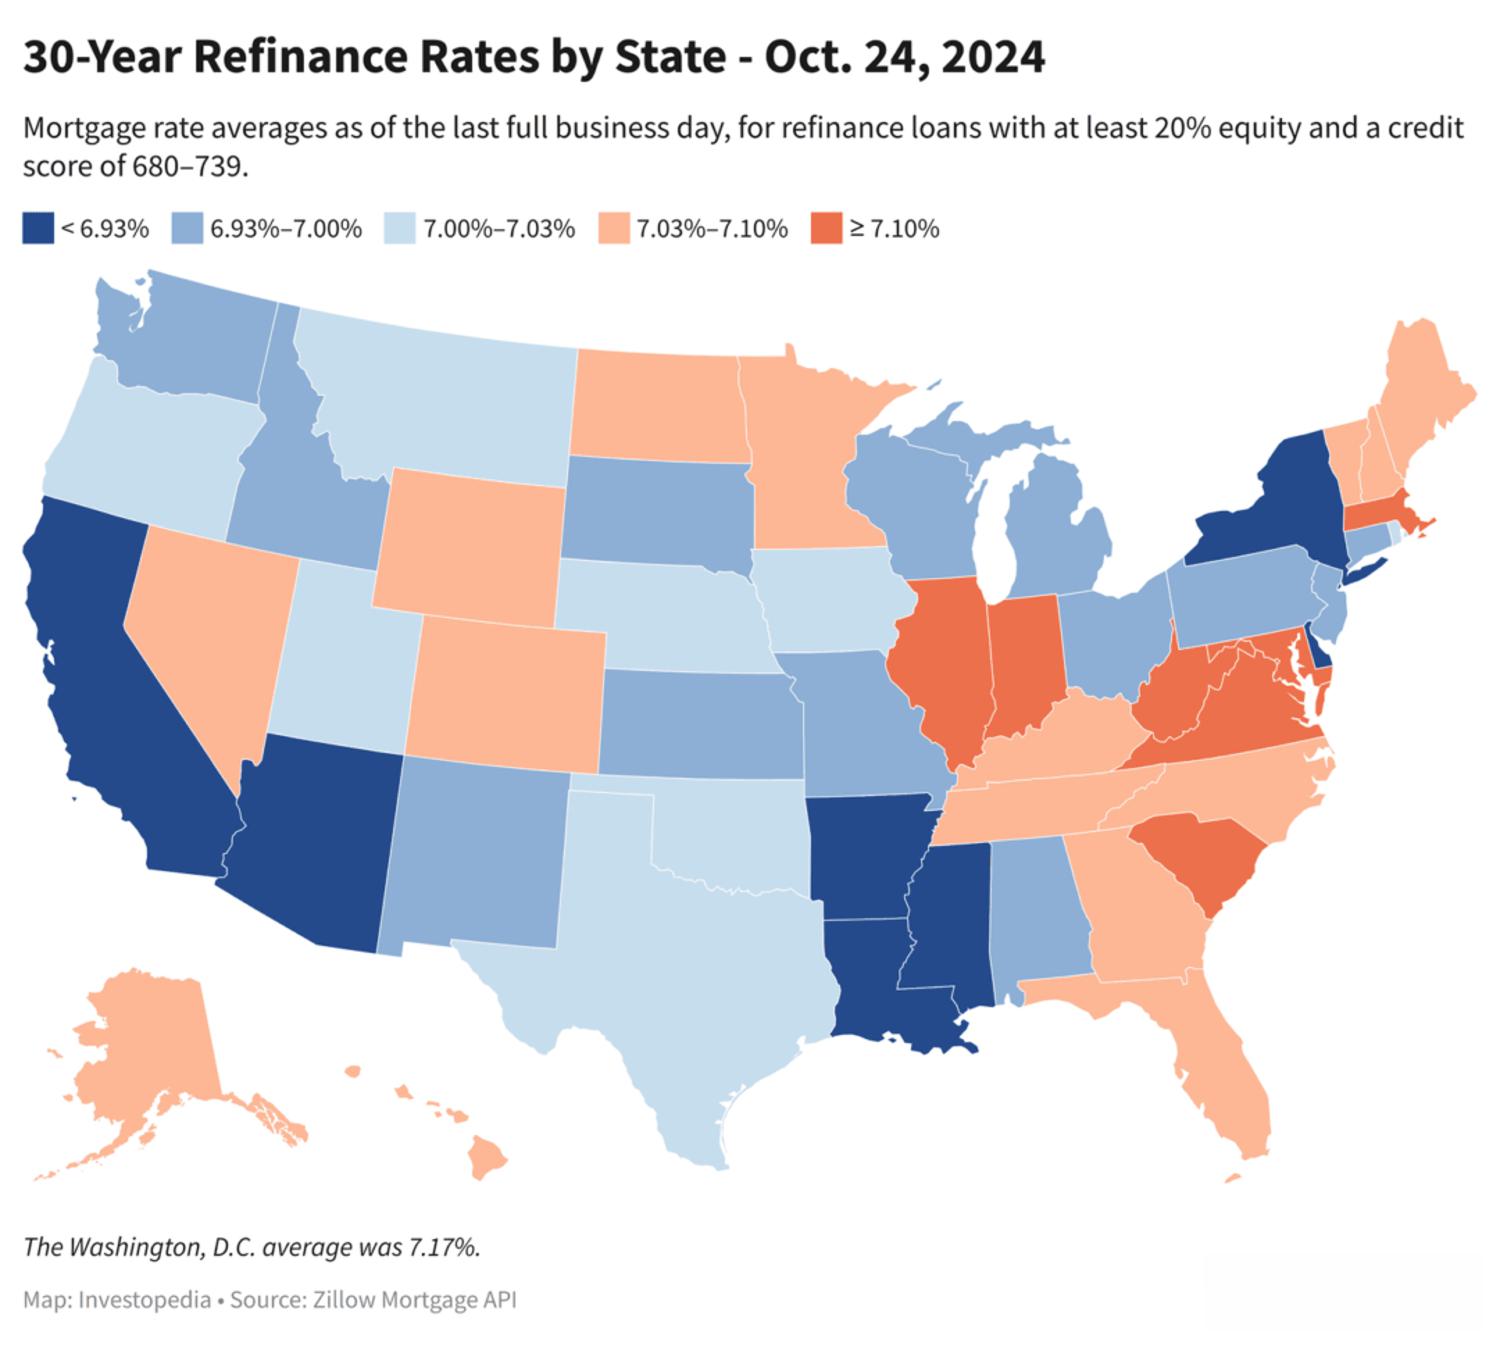 30-Year Refinance Rates by State - Oct. 24, 2024
Mortgage rate averages as of the last full business day, for refinance loans with at least 20% equity and a credit
score of 680–739.
< 6.93% 6.93%–7.00% 7.00%–7.03% 7.03%–7.10% ≥ 7.10%
The Washington, D.C. average was 7.17%.
Map: Investopedia • Source: Zillow Mortgage API